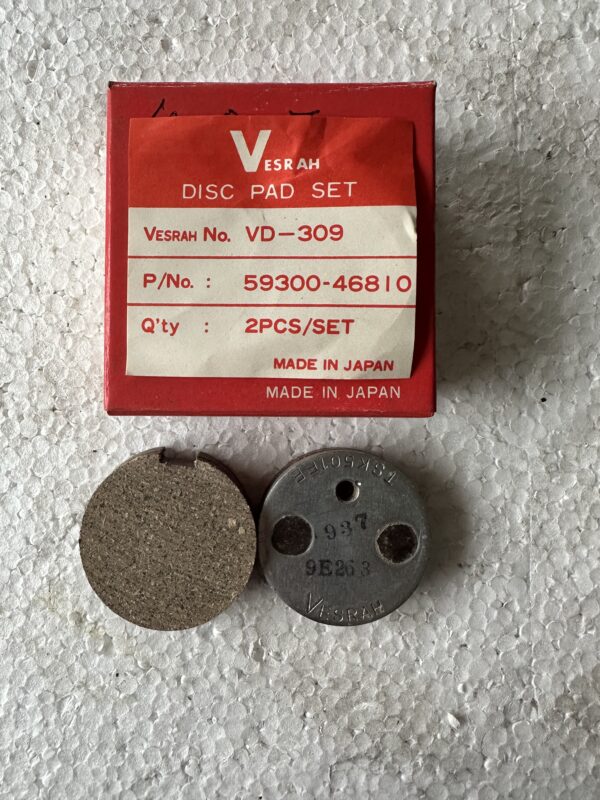 VESRAH
DISC PAD SET
VESRAH No. VD-309
P/No. : 59300-46810
Q'ty : 2PCS/SET
MADE IN JAPAN
MADE IN JAPAN
937
9E263
VESRAH